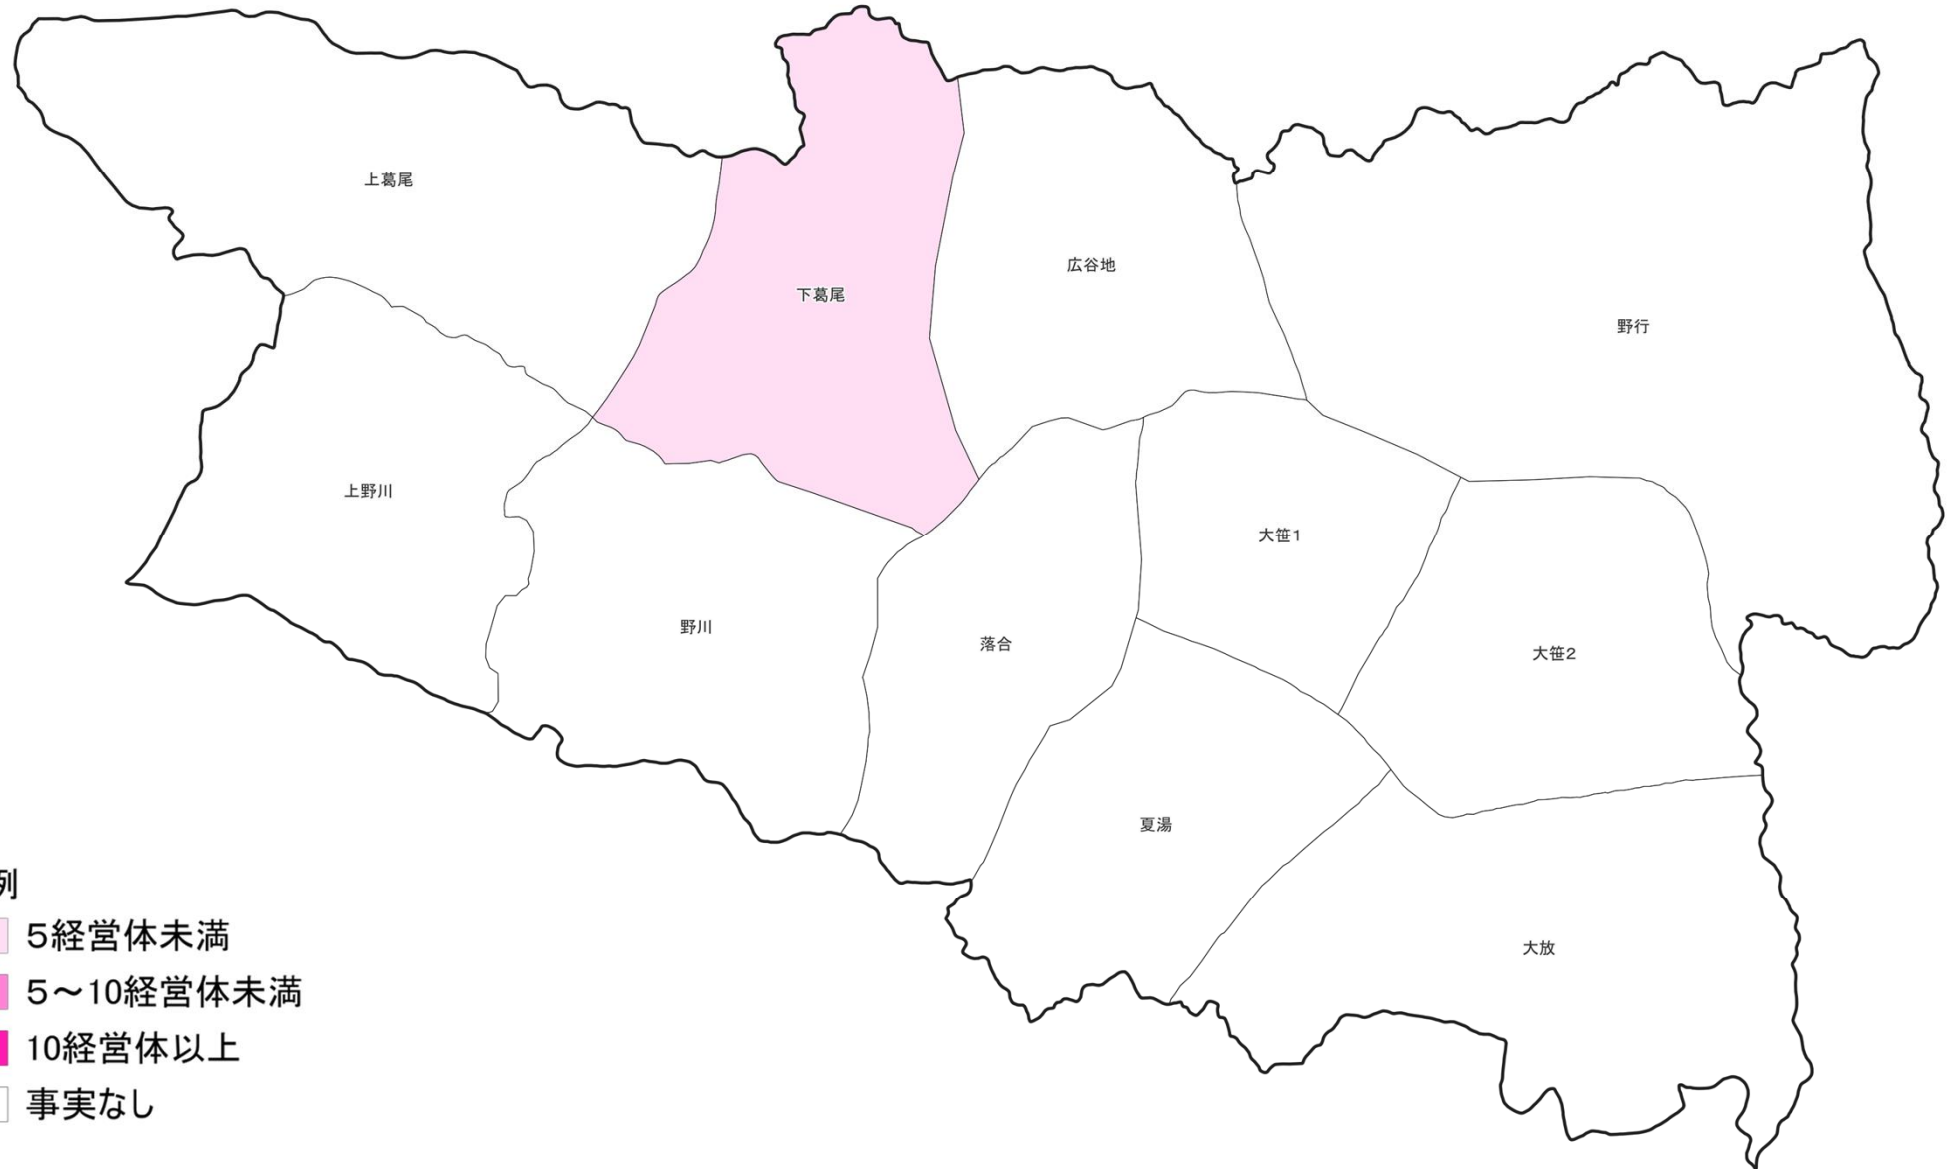 上葛尾
広谷地
下葛尾
野行
上野川
大笹1
野川
落合
大笹2
夏湯
大放
例
5経営体未満
5～10経営体未満
10経営体以上
事実なし